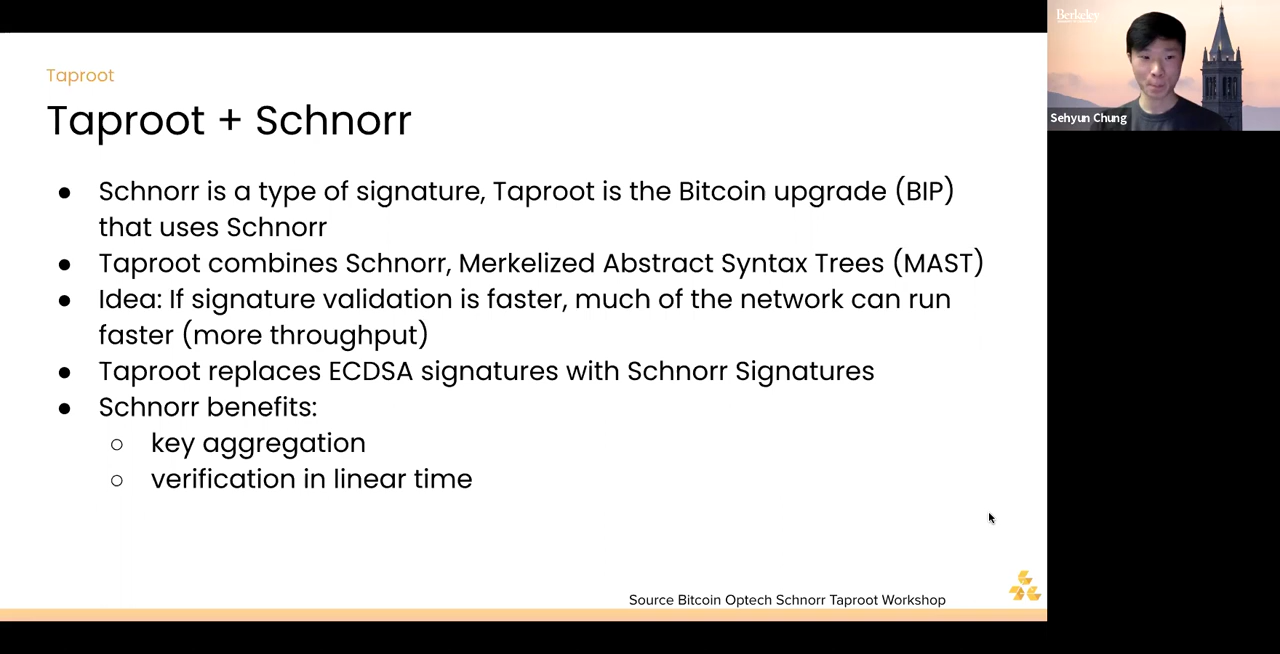 Taproot
Taproot + Schnorr
● Schnorr is a type of signature, Taproot is the Bitcoin upgrade (BIP)
that uses Schnorr
● Taproot combines Schnorr, Merkelized Abstract Syntax Trees (MAST)
● Idea: If signature validation is faster, much of the network can run
faster (more throughput)
● Taproot replaces ECDSA signatures with Schnorr Signatures
● Schnorr benefits:
○ key aggregation
○ verification in linear time
Source Bitcoin Optech Schnorr Taproot Workshop
Berkeley
Sehyun Chung